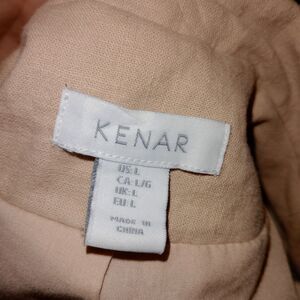 KENAR
US: L
CA: L/G
UK: L
EU: L
MADE IN
CHINA